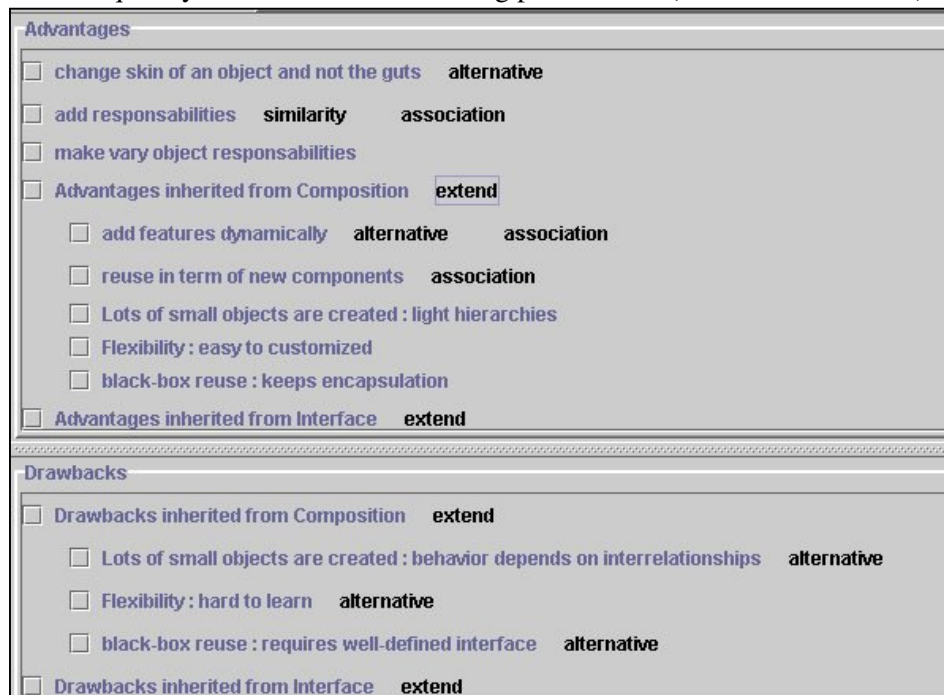 Advantages
change skin of an object and not the guts alternative
add responsabilities similarity association
make vary object responsabilities
Advantages inherited from Composition extend
add features dynamically alternative association
reuse in term of new components association
Lots of small objects are created : light hierarchies
Flexibility : easy to customized
black-box reuse : keeps encapsulation
Advantages inherited from Interface extend
Drawbacks
Drawbacks inherited from Composition extend
Lots of small objects are created : behavior depends on interrelationships alternative
Flexibility : hard to learn alternative
black-box reuse : requires well-defined interface alternative
Drawbacks inherited from Interface extend